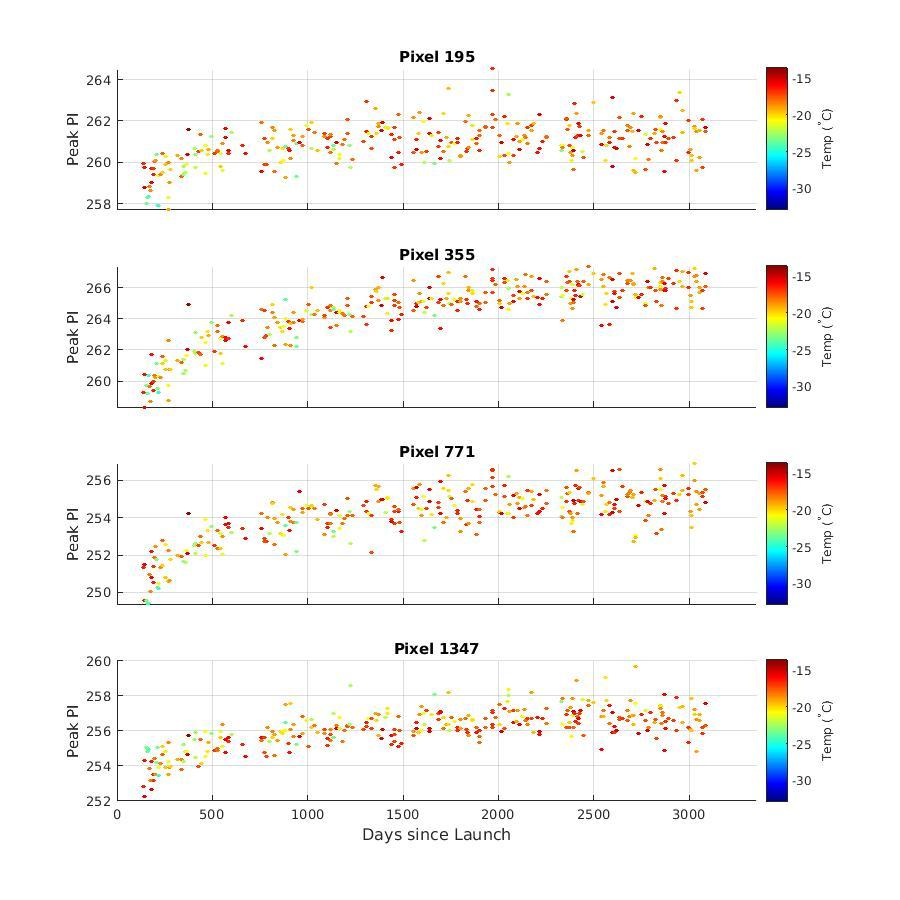 Pixel 195
264
262
260
258
Peak PI
-15
-20
-25
-30
Temp (°C)
Pixel 355
266
264
262
260
Peak PI
-15
-20
-25
-30
Temp (°C)
Pixel 771
256
254
252
250
Peak PI
-15
-20
-25
-30
Temp (°C)
Pixel 1347
260
258
256
254
252
Peak PI
-15
-20
-25
-30
Temp (°C)
0 500 1000 1500 2000 2500 3000
Days since Launch